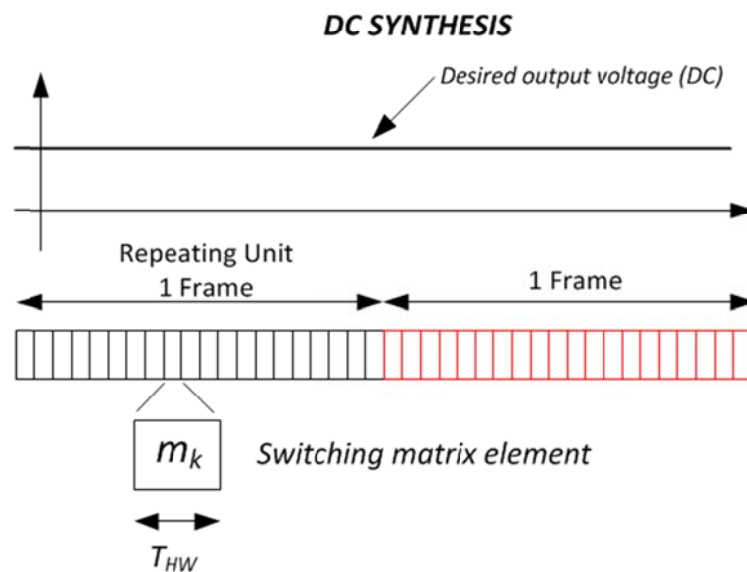 DC SYNTHESIS
Desired output voltage (DC)
Repeating Unit
1 Frame
1 Frame
m_k
Switching matrix element
T_HW